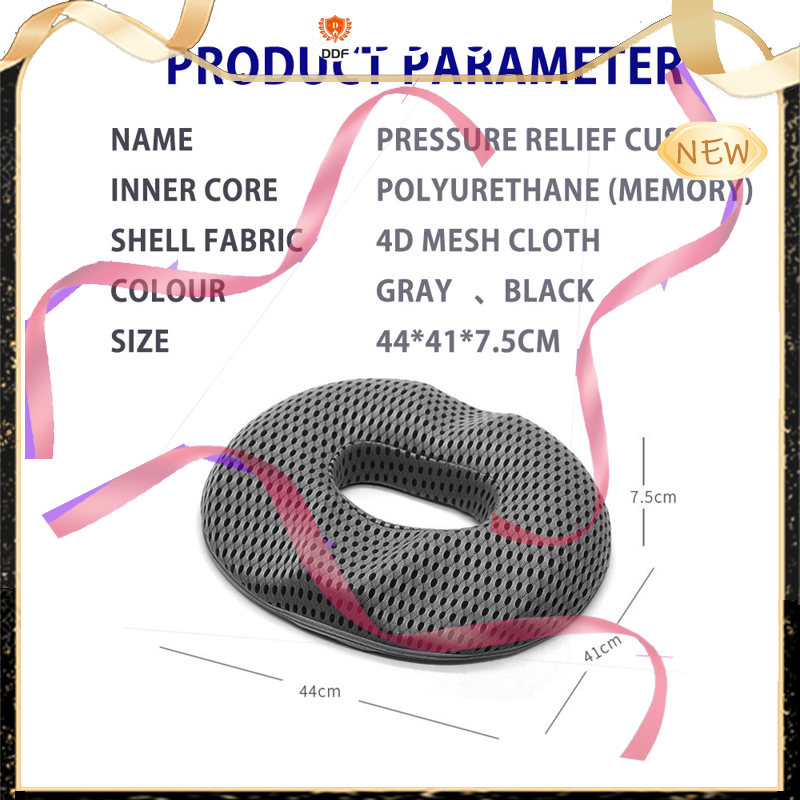 DDF
PRODUCT PARAMETER
NAME PRESSURE RELIEF
NEW
INNER CORE POLYURETHANE (MEMORY)
SHELL FABRIC 4D MESH CLOTH
COLOUR GRAY 、BLACK
SIZE 44*41*7.5CM
7.5cm
41cm
44cm